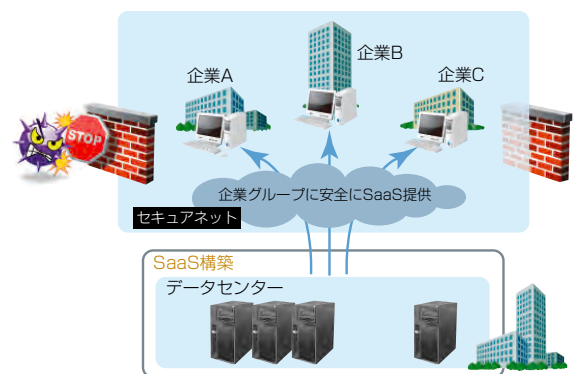 企業A
企業B
企業C
STOP
企業グループに安全にSaaS提供
セキュアネット
SaaS構築
データセンター